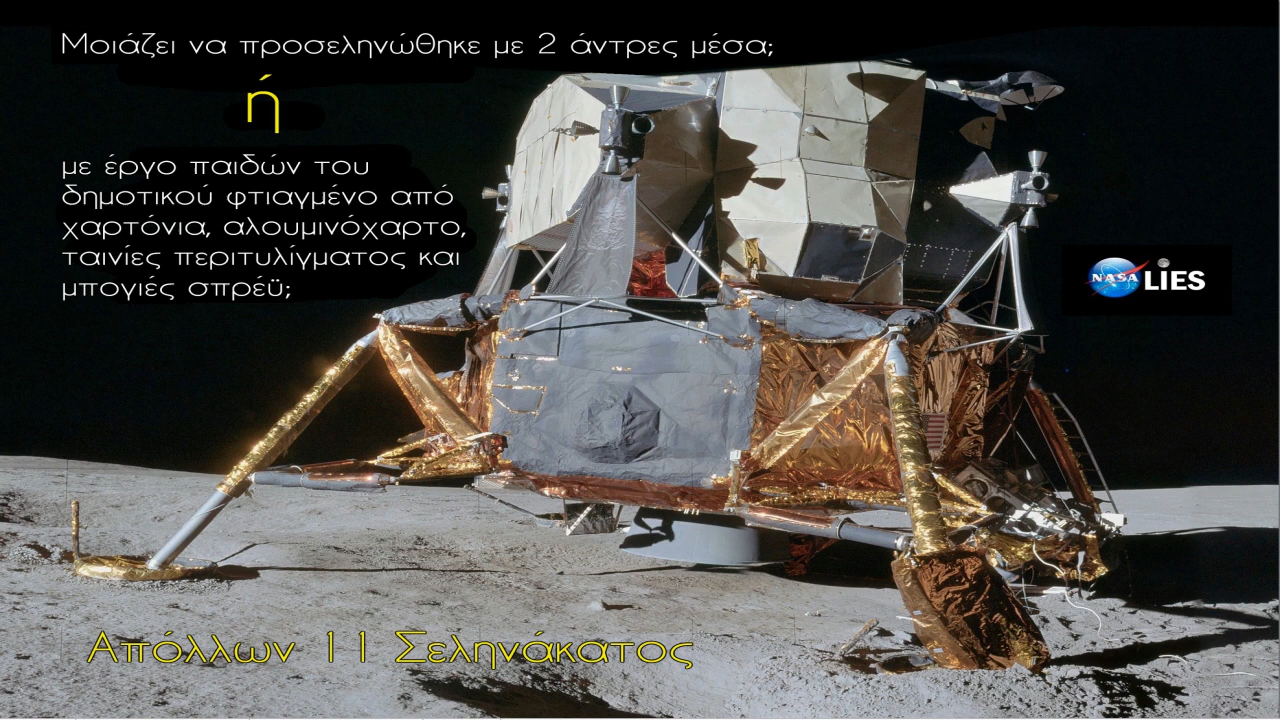 Μοιάζει να προσεληνώθηκε με 2 άντρες μέσα;
ή
με έργο παιδών του
δημοτικού φτιαγμένο από
χαρτόνια, αλουμινόχαρτο,
ταινίες περιτυλίγματος και
μπογιές σπρέϋ;
NASA LiES
Απόλλων 11 Σεληνάκατος